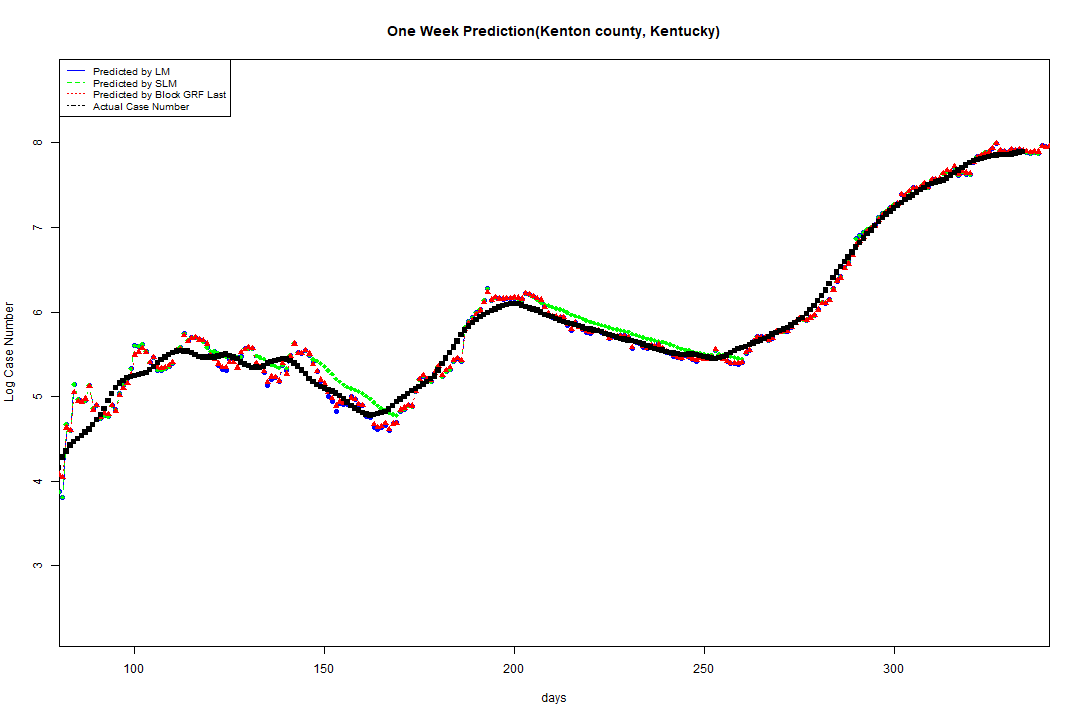 One Week Prediction(Kenton county, Kentucky)
Predicted by LM
Predicted by SLM
Predicted by Block GRF Last
Actual Case Number
Log Case Number
8
7
6
5
4
3
100 150 200 250 300
days